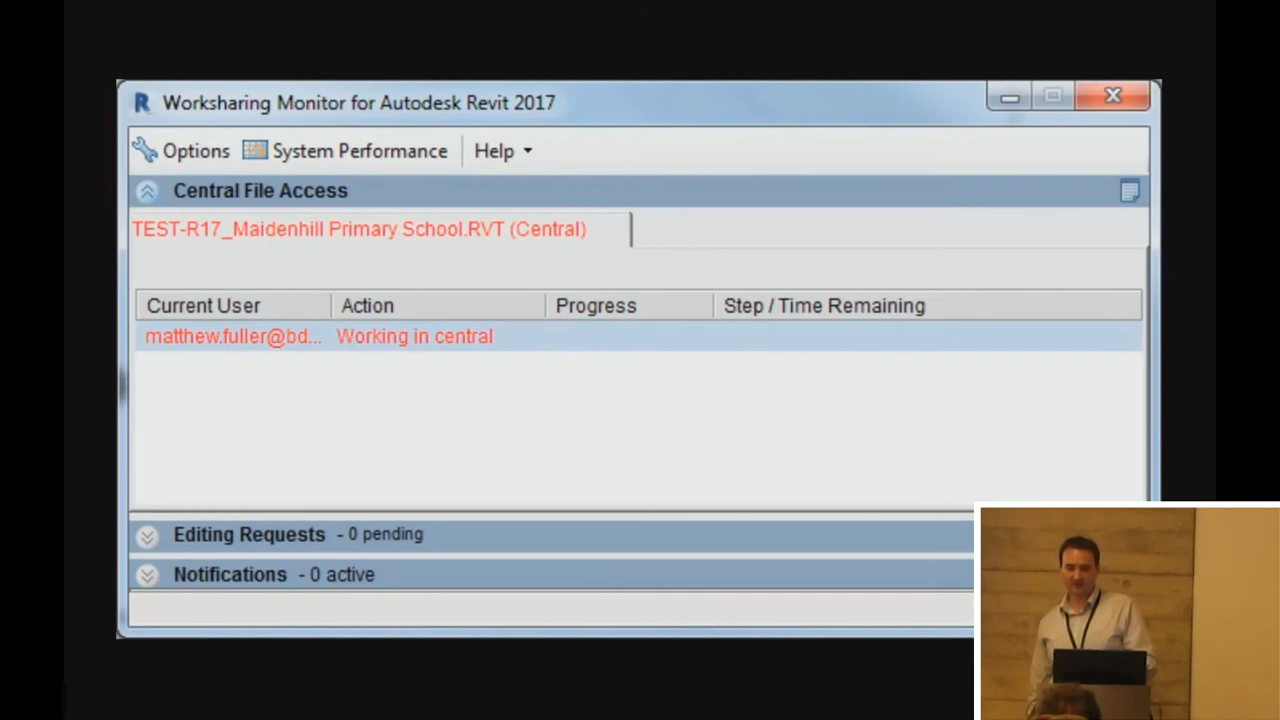 Worksharing Monitor for Autodesk Revit 2017
Options System Performance Help
Central File Access
TEST-R17_Maidenhill Primary School.RVT (Central)
Current User Action Progress Step / Time Remaining
matthew.fuller@bd... Working in central
Editing Requests - 0 pending
Notifications - 0 active